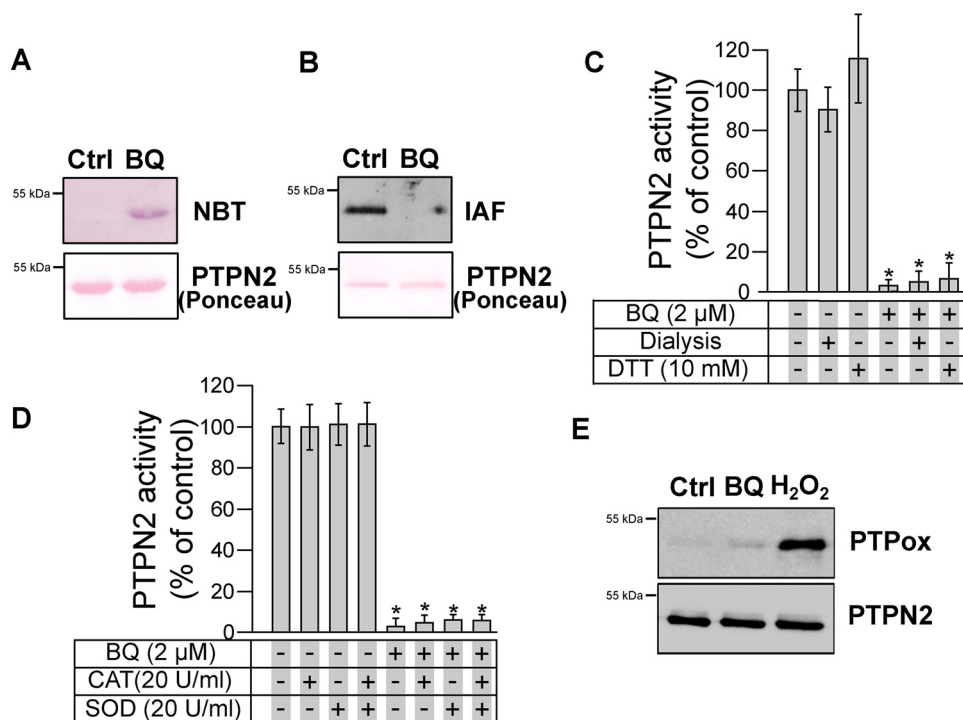 A
Ctrl BQ
55 kDa
NBT
55 kDa
PTPN2
(Ponceau)
B
Ctrl BQ
55 kDa
IAF
55 kDa
PTPN2
(Ponceau)
C
PTPN2 activity
(% of control)
120
100
80
60
40
20
0
* * *
BQ (2 µM) - - - + + +
Dialysis - + - - + -
DTT (10 mM) - - + - - +
D
PTPN2 activity
(% of control)
120
100
80
60
40
20
0
* * * *
BQ (2 µM) - - - - + + + +
CAT(20 U/ml) - + - + - + - +
SOD (20 U/ml) - - + + - - + +
E
Ctrl BQ H₂O₂
55 kDa
PTPox
55 kDa
PTPN2